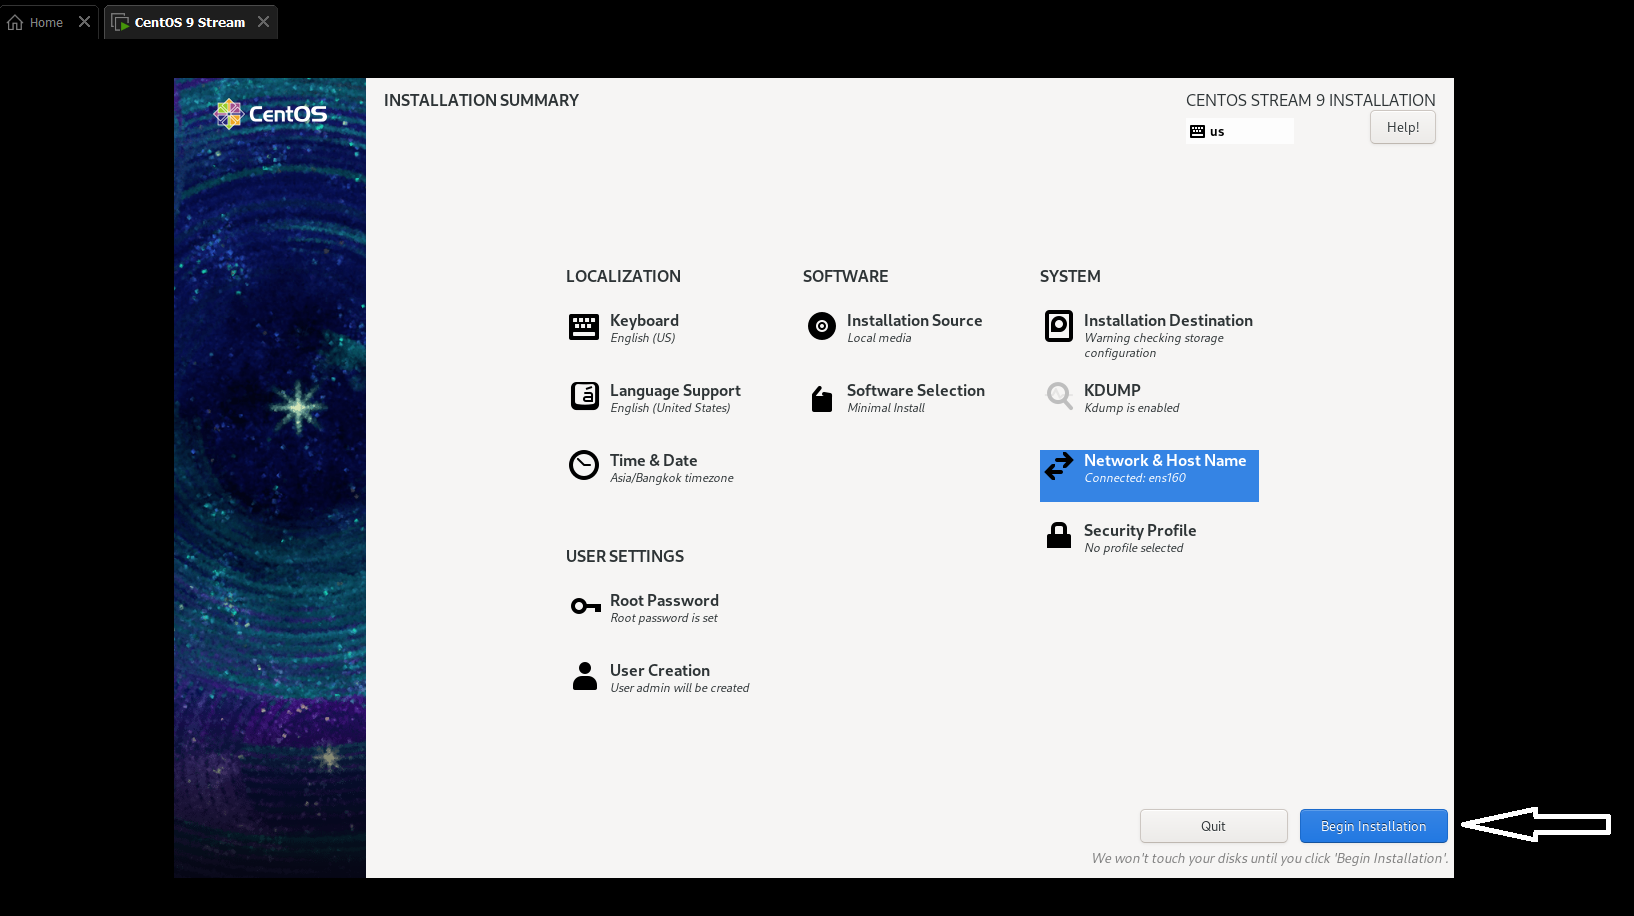 Home
CentOS 9 Stream
CentOS
INSTALLATION SUMMARY
CENTOS STREAM 9 INSTALLATION
us
Help!
LOCALIZATION
Keyboard
English (US)
Language Support
English (United States)
Time & Date
Asia/Bangkok timezone
SOFTWARE
Installation Source
Local media
Software Selection
Minimal Install
SYSTEM
Installation Destination
Warning checking storage
configuration
KDUMP
Kdump is enabled
Network & Host Name
Connected: ens160
Security Profile
No profile selected
USER SETTINGS
Root Password
Root password is set
User Creation
User admin will be created
Quit
Begin Installation
We won't touch your disks until you click 'Begin Installation'.